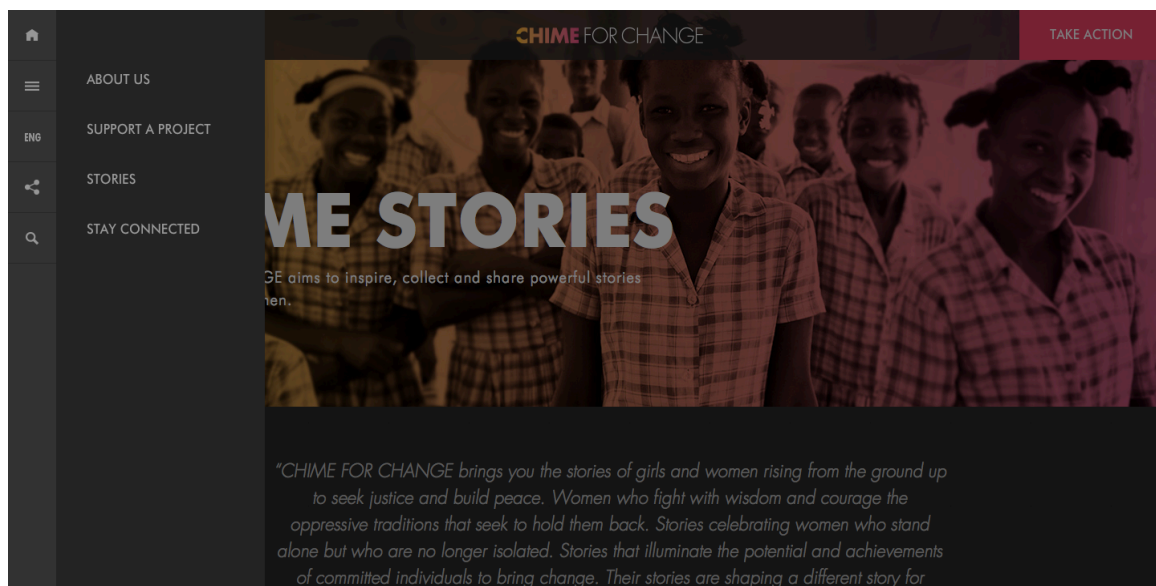 CHIME FOR CHANGE
TAKE ACTION
ENG
ABOUT US
SUPPORT A PROJECT
STORIES
STAY CONNECTED
ME STORIES
GE aims to inspire, collect and share powerful stories
en.
"CHIME FOR CHANGE brings you the stories of girls and women rising from the ground up
to seek justice and build peace. Women who fight with wisdom and courage the
oppressive traditions that seek to hold them back. Stories celebrating women who stand
alone but who are no longer isolated. Stories that illuminate the potential and achievements
of committed individuals to bring change. Their stories are shaping a different story for